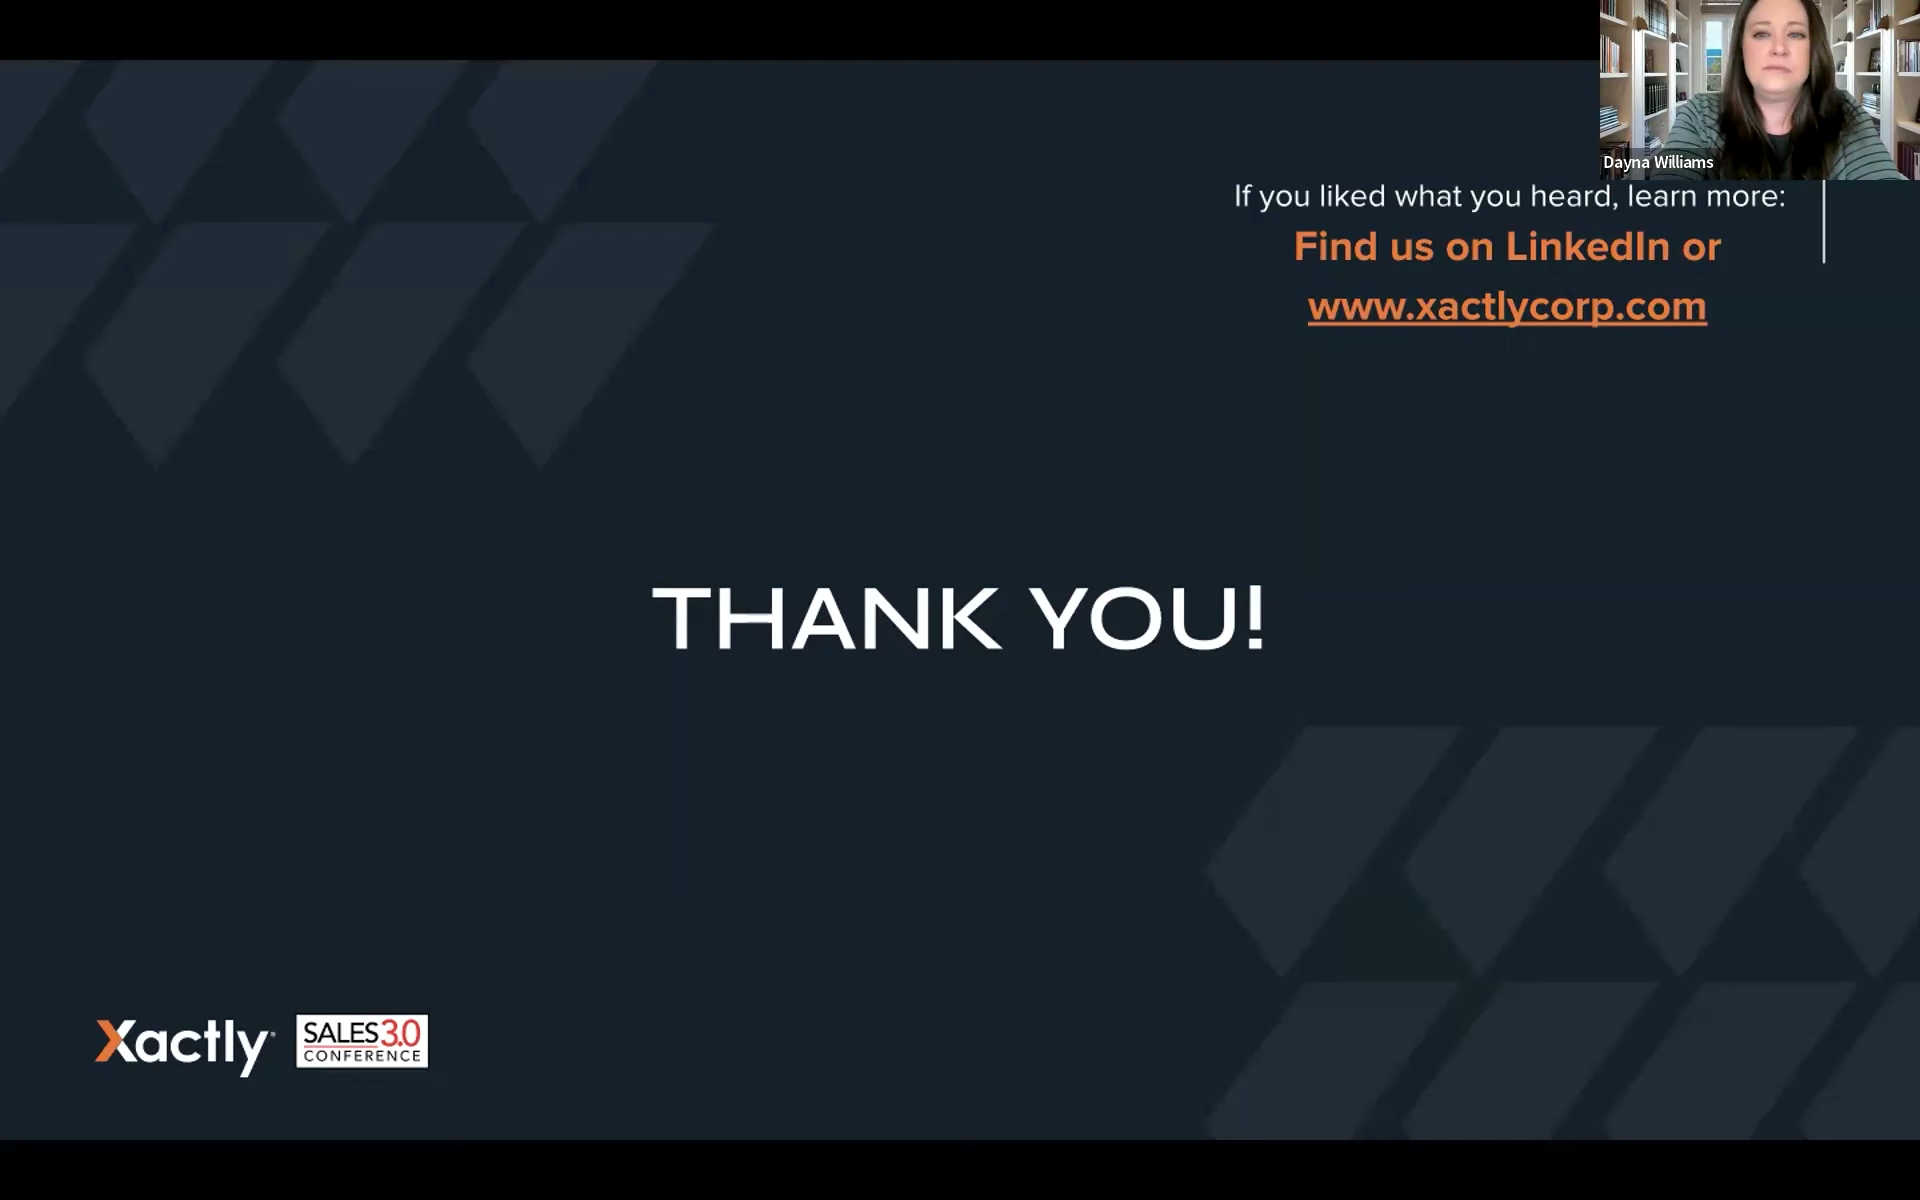 Dayna Williams
If you liked what you heard, learn more:
Find us on LinkedIn or
www.xactlycorp.com
THANK YOU!
Xactly
SALES 3.0
CONFERENCE